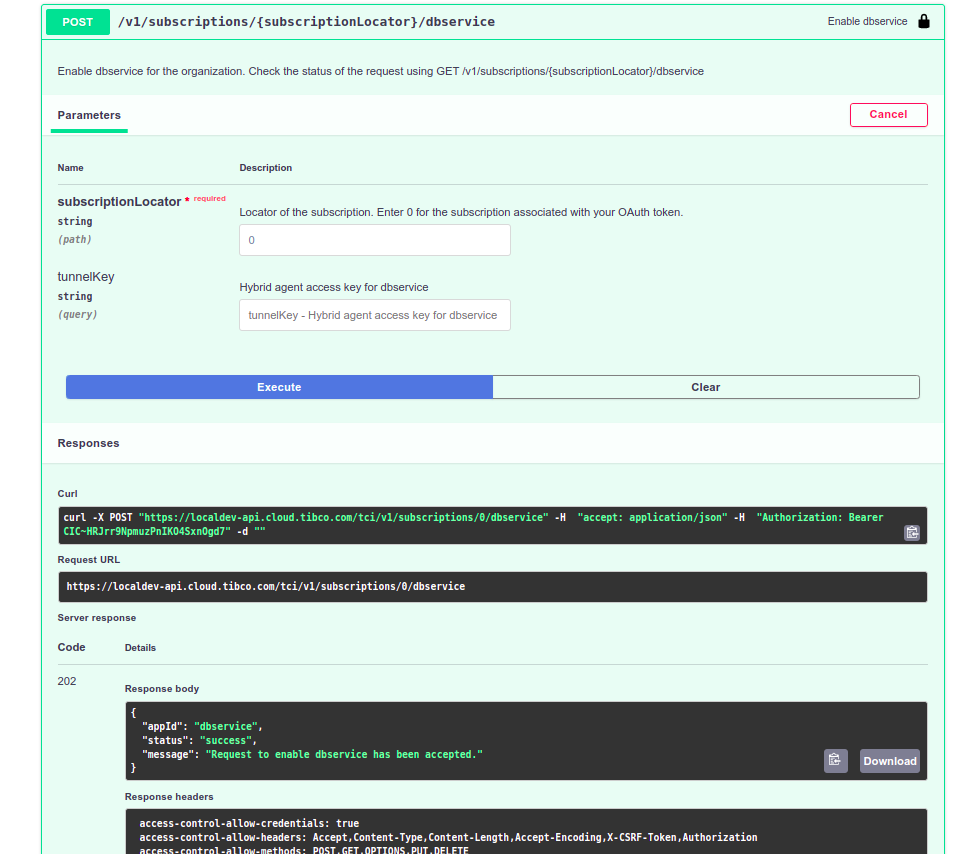 POST /v1/subscriptions/{subscriptionLocator}/dbservice Enable dbservice
Enable dbservice for the organization. Check the status of the request using GET /v1/subscriptions/{subscriptionLocator}/dbservice
Parameters Cancel
Name Description
subscriptionLocator * required
string
(path)
Locator of the subscription. Enter 0 for the subscription associated with your OAuth token.
0
tunnelKey
string
(query)
Hybrid agent access key for dbservice
tunnelKey - Hybrid agent access key for dbservice
Execute Clear
Responses
Curl
curl -X POST "https://localdev-api.cloud.tibco.com/tci/v1/subscriptions/0/dbservice" -H  "accept: application/json" -H  "Authorization: Bearer
CIC~HRJrr9NpmuzPnIKO4SxnOgd7" -d ""
Request URL
https://localdev-api.cloud.tibco.com/tci/v1/subscriptions/0/dbservice
Server response
Code Details
202
Response body
{
"appId": "dbservice",
"status": "success",
"message": "Request to enable dbservice has been accepted."
}
Download
Response headers
access-control-allow-credentials: true
access-control-allow-headers: Accept,Content-Type,Content-Length,Accept-Encoding,X-CSRF-Token,Authorization
access-control-allow-methods: POST,GET,OPTIONS,PUT,DELETE